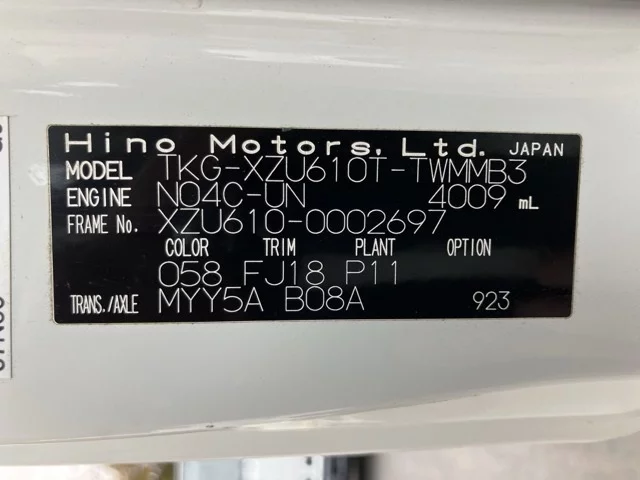 Hino Motors, Ltd. JAPAN
MODEL TKG-XZU610T-TWMMB3
ENGINE N04C-UN 4009 mL
FRAME No. XZU610-0002697
COLOR TRIM PLANT OPTION
058 FJ18 P11
TRANS./AXLE MYY5A B08A 923